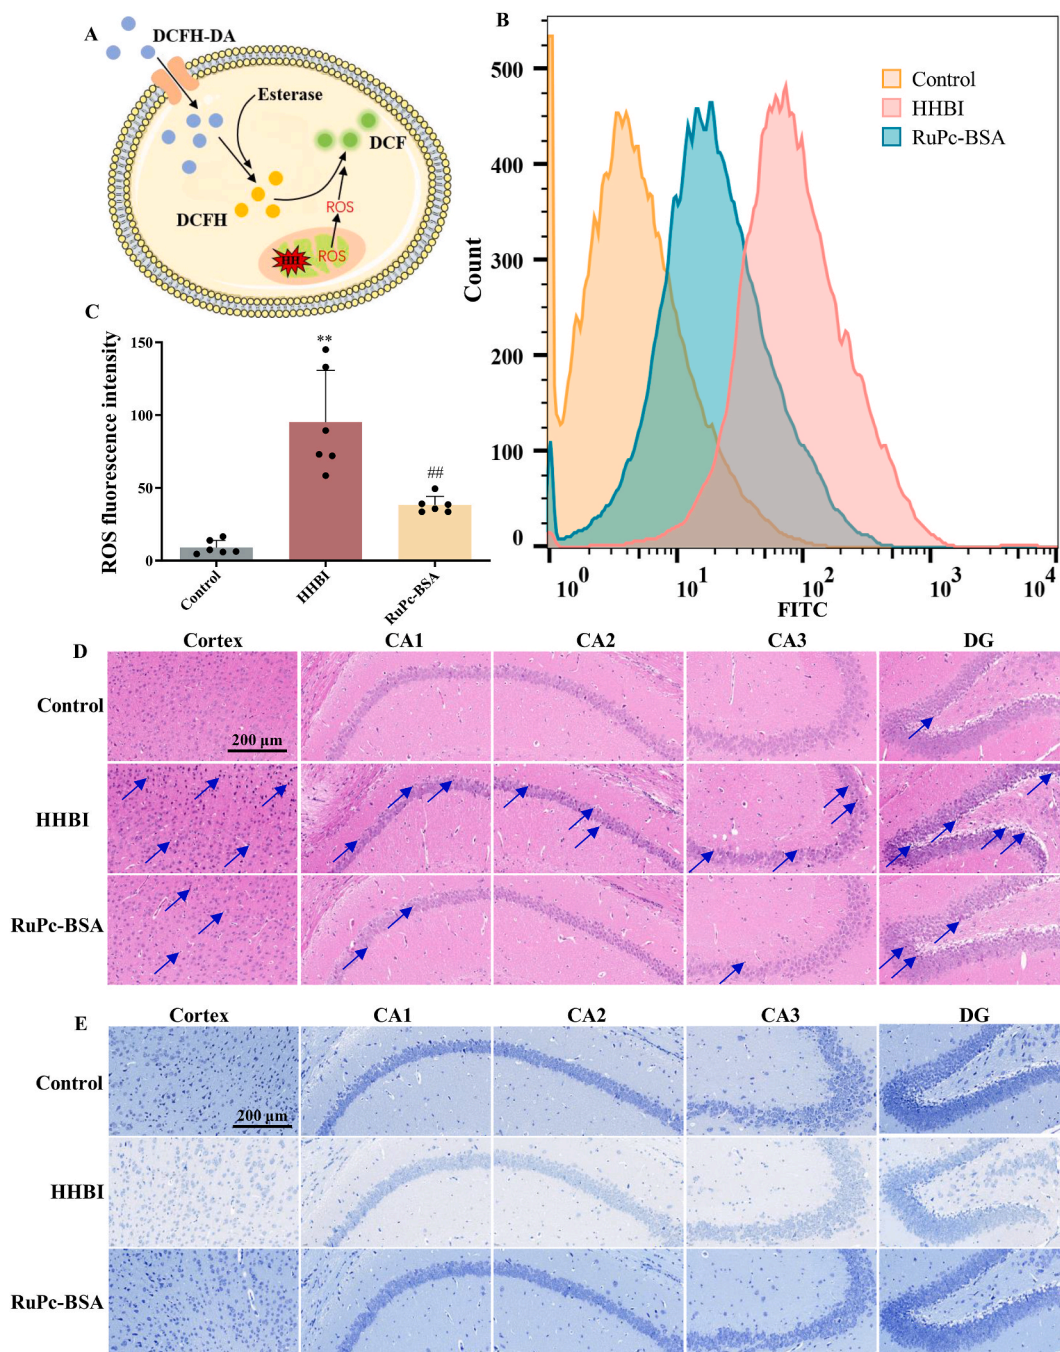 A
DCFH-DA
Esterase
DCF
DCFH
ROS
HH
ROS
B
500
400
300
200
100
0
Count
Control
HHBI
RuPc-BSA
10^0
10^1
10^2
10^3
10^4
FITC
C
150
100
50
0
ROS fluorescence intensity
**
##
Control
HHBI
RuPc-BSA
D
Cortex
CA1
CA2
CA3
DG
Control
200 μm
HHBI
RuPc-BSA
E
Cortex
CA1
CA2
CA3
DG
Control
200 μm
HHBI
RuPc-BSA